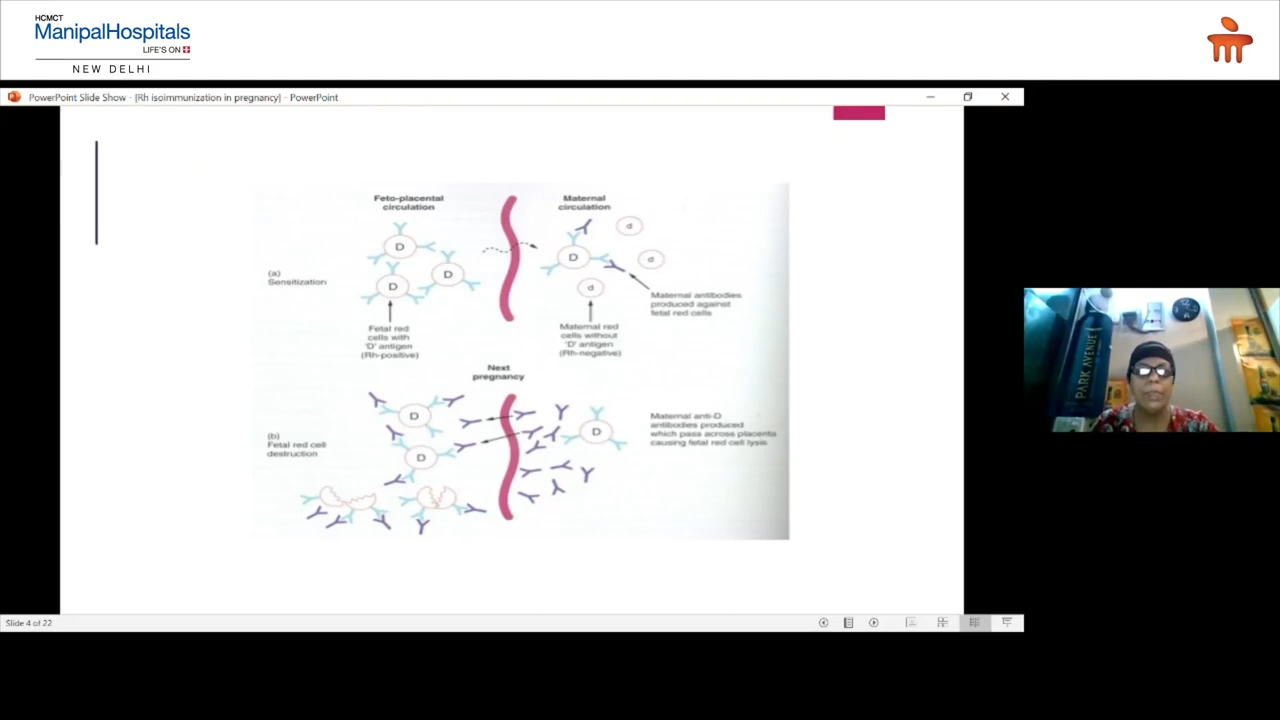 HCMCT
ManipalHospitals
LIFE'S ON
NEW DELHI
PowerPoint Slide Show - [Rh isoimmunization in pregnancy] - PowerPoint
Feto-placental
circulation
Maternal
circulation
D
D
D
D
d
d
d
(a)
Sensitization
Maternal antibodies
produced against
fetal red cells
Fetal red
cells with
'D' antigen
(Rh-positive)
Maternal red
cells without
'D' antigen
(Rh-negative)
Next
pregnancy
D
D
D
(b)
Fetal red cell
destruction
Maternal anti-D
antibodies produced
which pass across placenta
causing fetal red cell lysis
PARK AVENUE
Slide 4 of 22